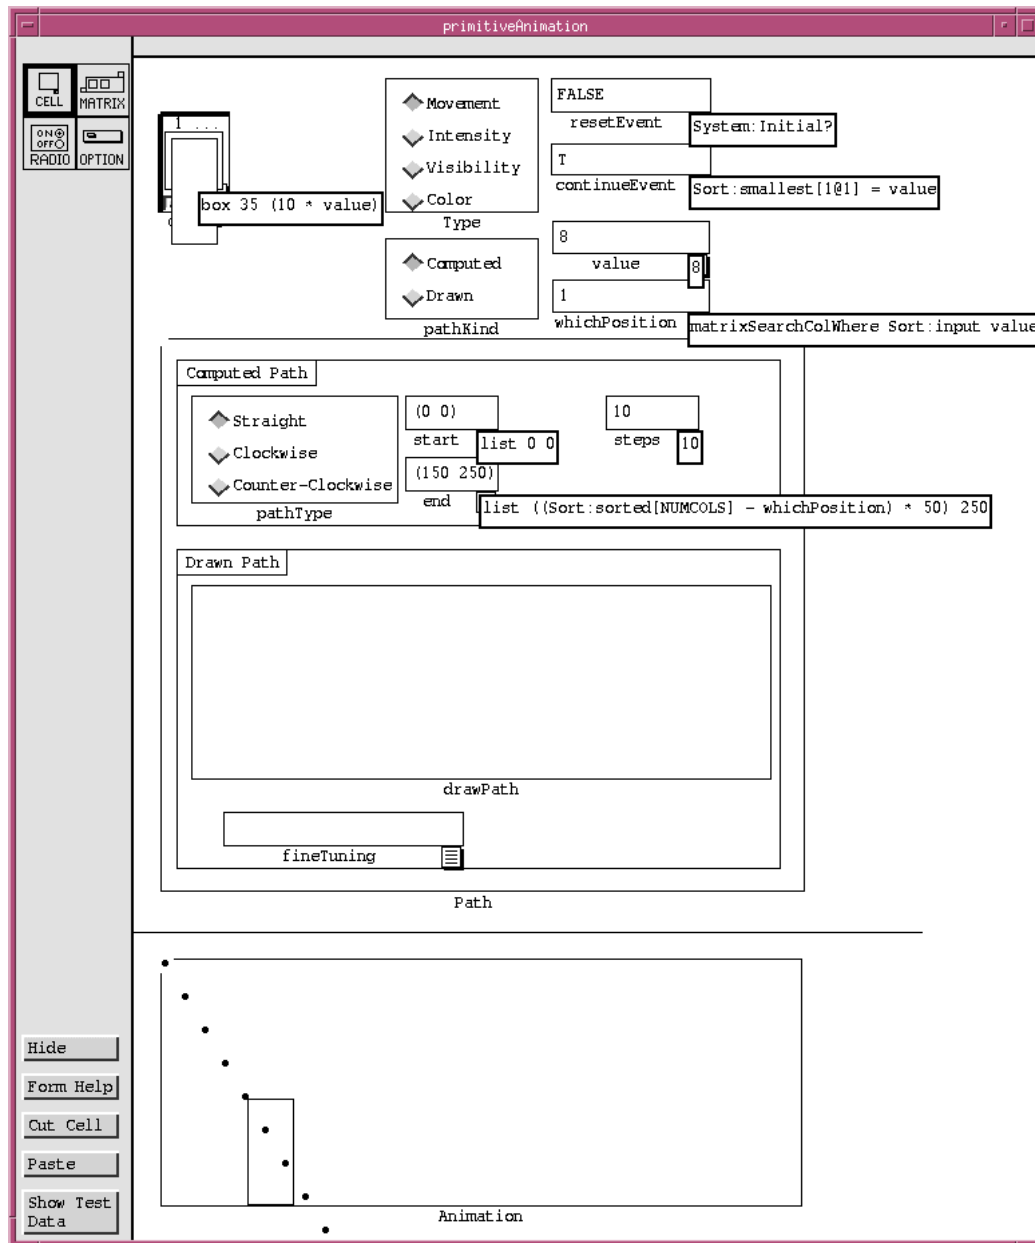 primitiveAnimation
CELL
MATRIX
ON
OFF
RADIO
OPTION
1 ...
box 35 (10 * value)
Movement
Intensity
Visibility
Color
Type
FALSE
resetEvent
System:Initial?
T
continueEvent
Sort:smallest[1@1] = value
Computed
Drawn
pathKind
8
value
8
1
whichPosition
matrixSearchColWhere Sort:input value
Computed Path
Straight
Clockwise
Counter-Clockwise
pathType
(0 0)
start
list 0 0
10
steps
10
(150 250)
end
list ((Sort:sorted[NUMCOLS] - whichPosition) * 50) 250
Drawn Path
drawPath
fineTuning
Path
Animation
Hide
Form Help
Cut Cell
Paste
Show Test
Data